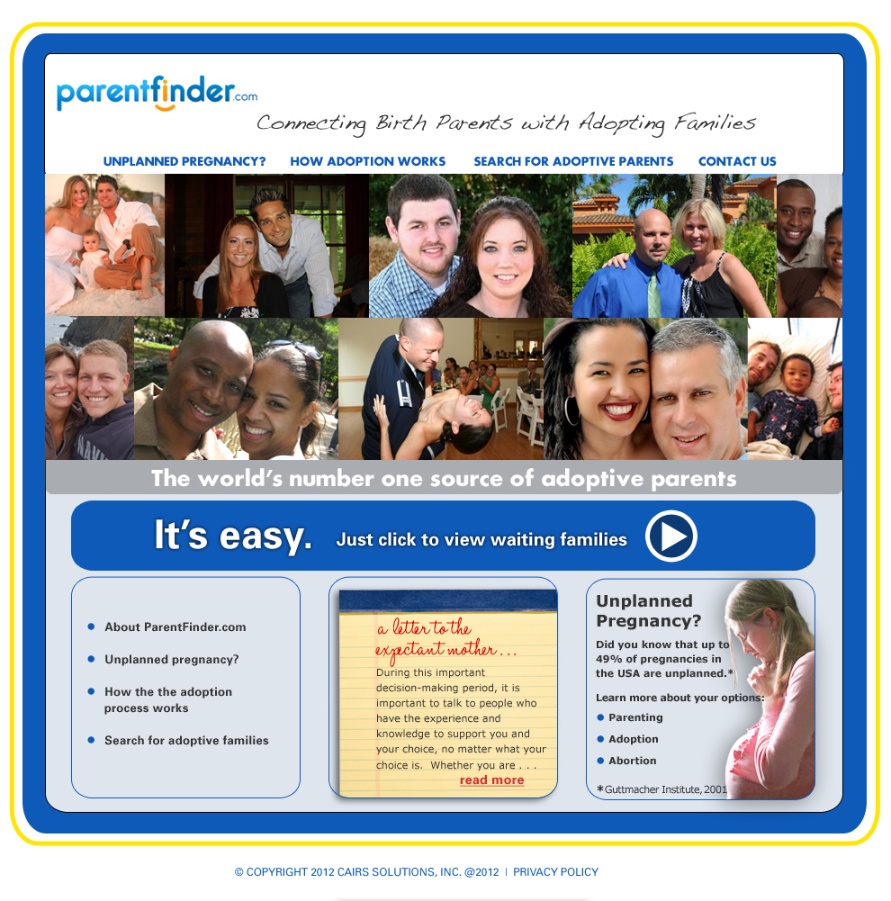 parentfinder.com
Connecting Birth Parents with Adopting Families
UNPLANNED PREGNANCY? HOW ADOPTION WORKS SEARCH FOR ADOPTIVE PARENTS CONTACT US
NAVY
The world's number one source of adoptive parents
It's easy. Just click to view waiting families
About ParentFinder.com
Unplanned pregnancy?
How the the adoption
process works
Search for adoptive families
a letter to the
expectant mother...
During this important
decision-making period, it is
important to talk to people who
have the experience and
knowledge to support you and
your choice, no matter what your
choice is. Whether you are . . .
read more
Unplanned
Pregnancy?
Did you know that up to
49% of pregnancies in
the USA are unplanned.*
Learn more about your options:
Parenting
Adoption
Abortion
*Guttmacher Institute, 2001
© COPYRIGHT 2012 CAIRS SOLUTIONS, INC. @2012 | PRIVACY POLICY